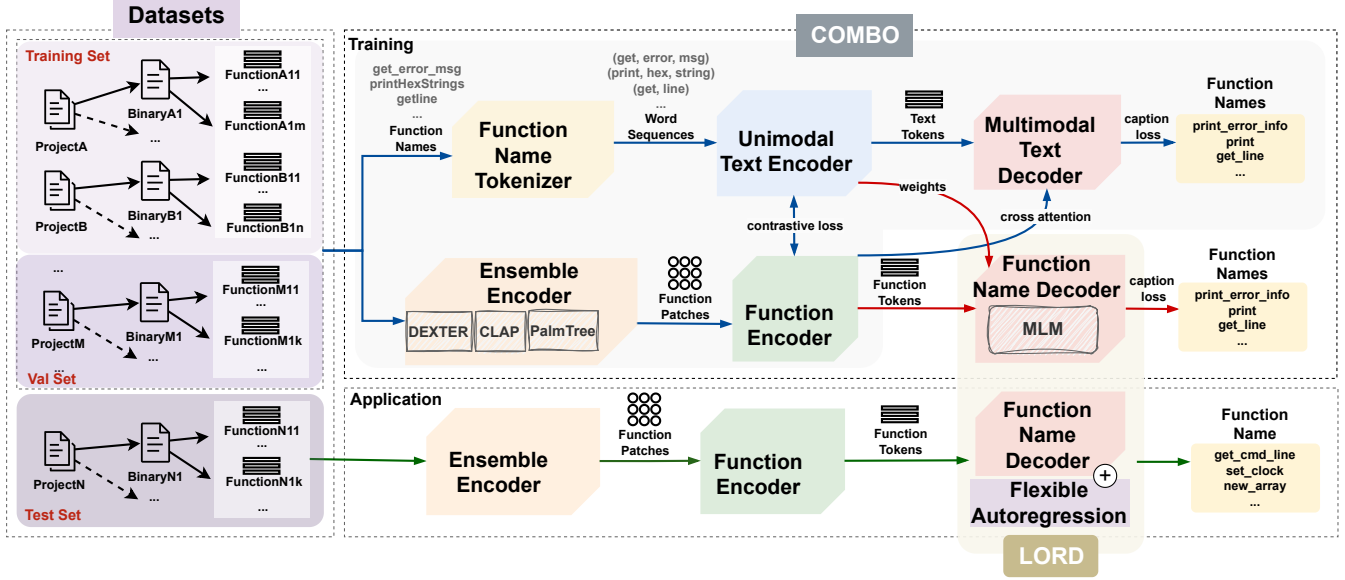 Datasets
Training Set
ProjectA
BinaryA1
...
FunctionA11
...
FunctionA1m
ProjectB
BinaryB1
...
FunctionB11
...
FunctionB1n
...
ProjectM
...
BinaryM1
...
FunctionM11
...
FunctionM1k
...
Val Set
ProjectN
BinaryN1
...
FunctionN11
...
FunctionN1k
...
Test Set
COMBO
Training
get_error_msg
printHexStrings
getline
...
Function
Names
Function
Name
Tokenizer
(get, error, msg)
(print, hex, string)
(get, line)
...
Word
Sequences
Unimodal
Text Encoder
Text
Tokens
Multimodal
Text
Decoder
caption
loss
Function
Names
print_error_info
print
get_line
...
weights
contrastive loss
cross attention
Ensemble
Encoder
DEXTER
CLAP
PalmTree
Function
Patches
Function
Encoder
Function
Tokens
Function
Name Decoder
MLM
caption
loss
Function
Names
print_error_info
print
get_line
...
Application
Ensemble
Encoder
Function
Patches
Function
Encoder
Function
Tokens
Function
Name
Decoder
+
Flexible
Autoregression
LORD
Function
Name
get_cmd_line
set_clock
new_array
...